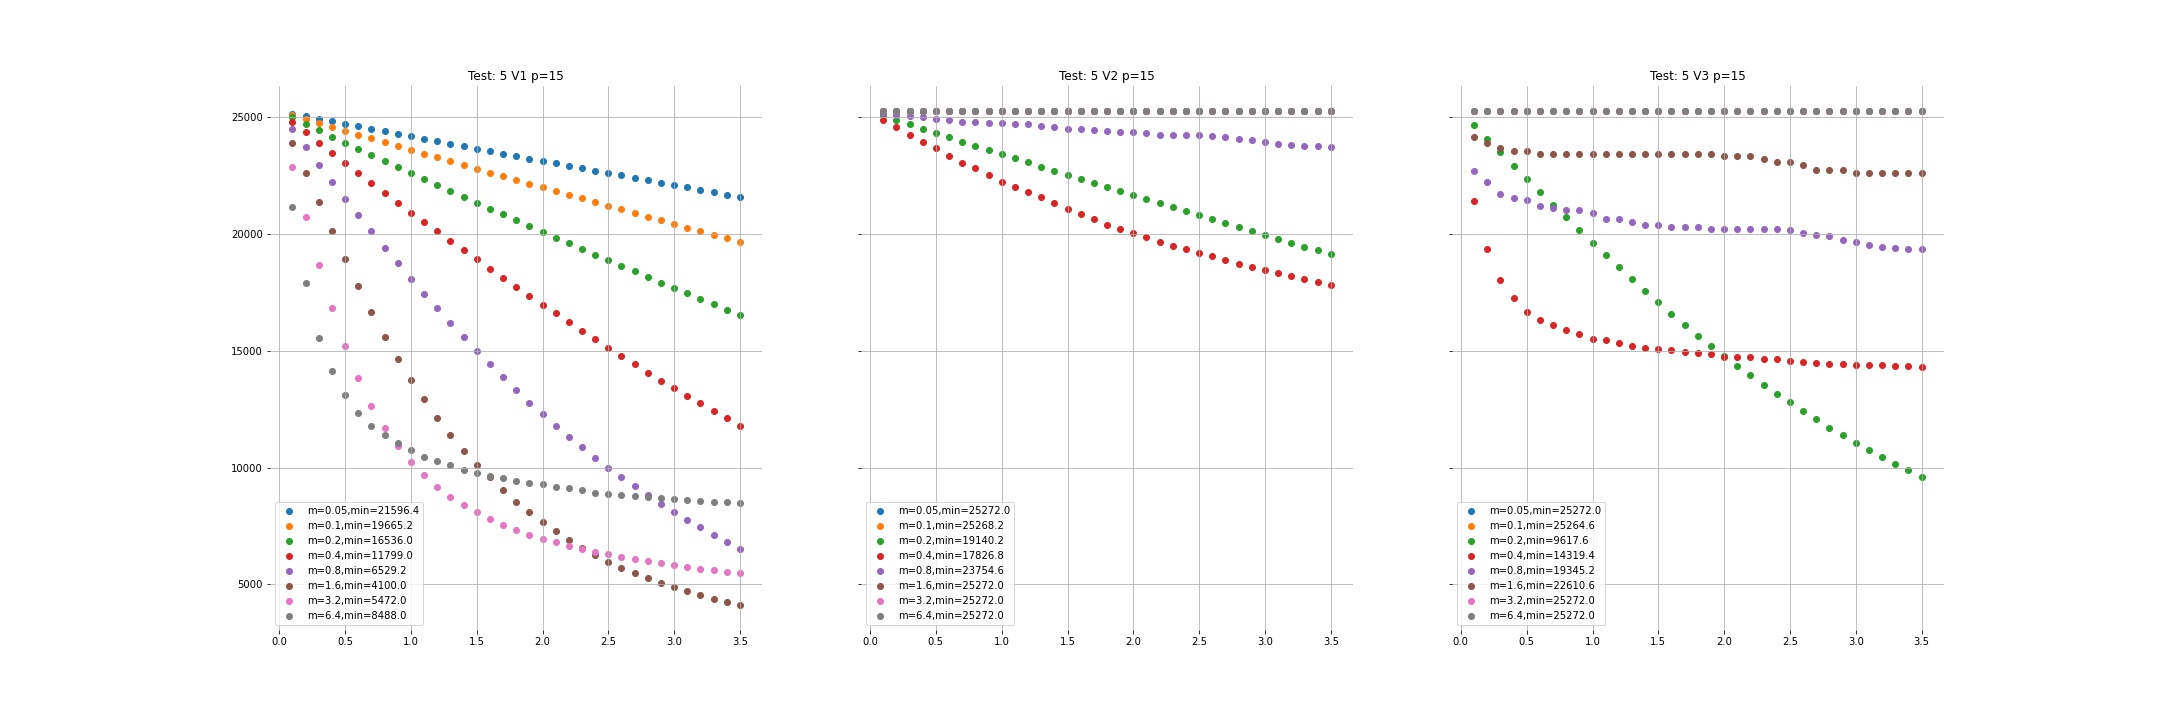 Test: 5 V1 p=15
25000
20000
15000
10000
5000
m=0.05,min=21596.4
m=0.1,min=19665.2
m=0.2,min=16536.0
m=0.4,min=11799.0
m=0.8,min=6529.2
m=1.6,min=4100.0
m=3.2,min=5472.0
m=6.4,min=8488.0
0.0 0.5 1.0 1.5 2.0 2.5 3.0 3.5
Test: 5 V2 p=15
m=0.05,min=25272.0
m=0.1,min=25268.2
m=0.2,min=19140.2
m=0.4,min=17826.8
m=0.8,min=23754.6
m=1.6,min=25272.0
m=3.2,min=25272.0
m=6.4,min=25272.0
0.0 0.5 1.0 1.5 2.0 2.5 3.0 3.5
Test: 5 V3 p=15
m=0.05,min=25272.0
m=0.1,min=25264.6
m=0.2,min=9617.6
m=0.4,min=14319.4
m=0.8,min=19345.2
m=1.6,min=22610.6
m=3.2,min=25272.0
m=6.4,min=25272.0
0.0 0.5 1.0 1.5 2.0 2.5 3.0 3.5